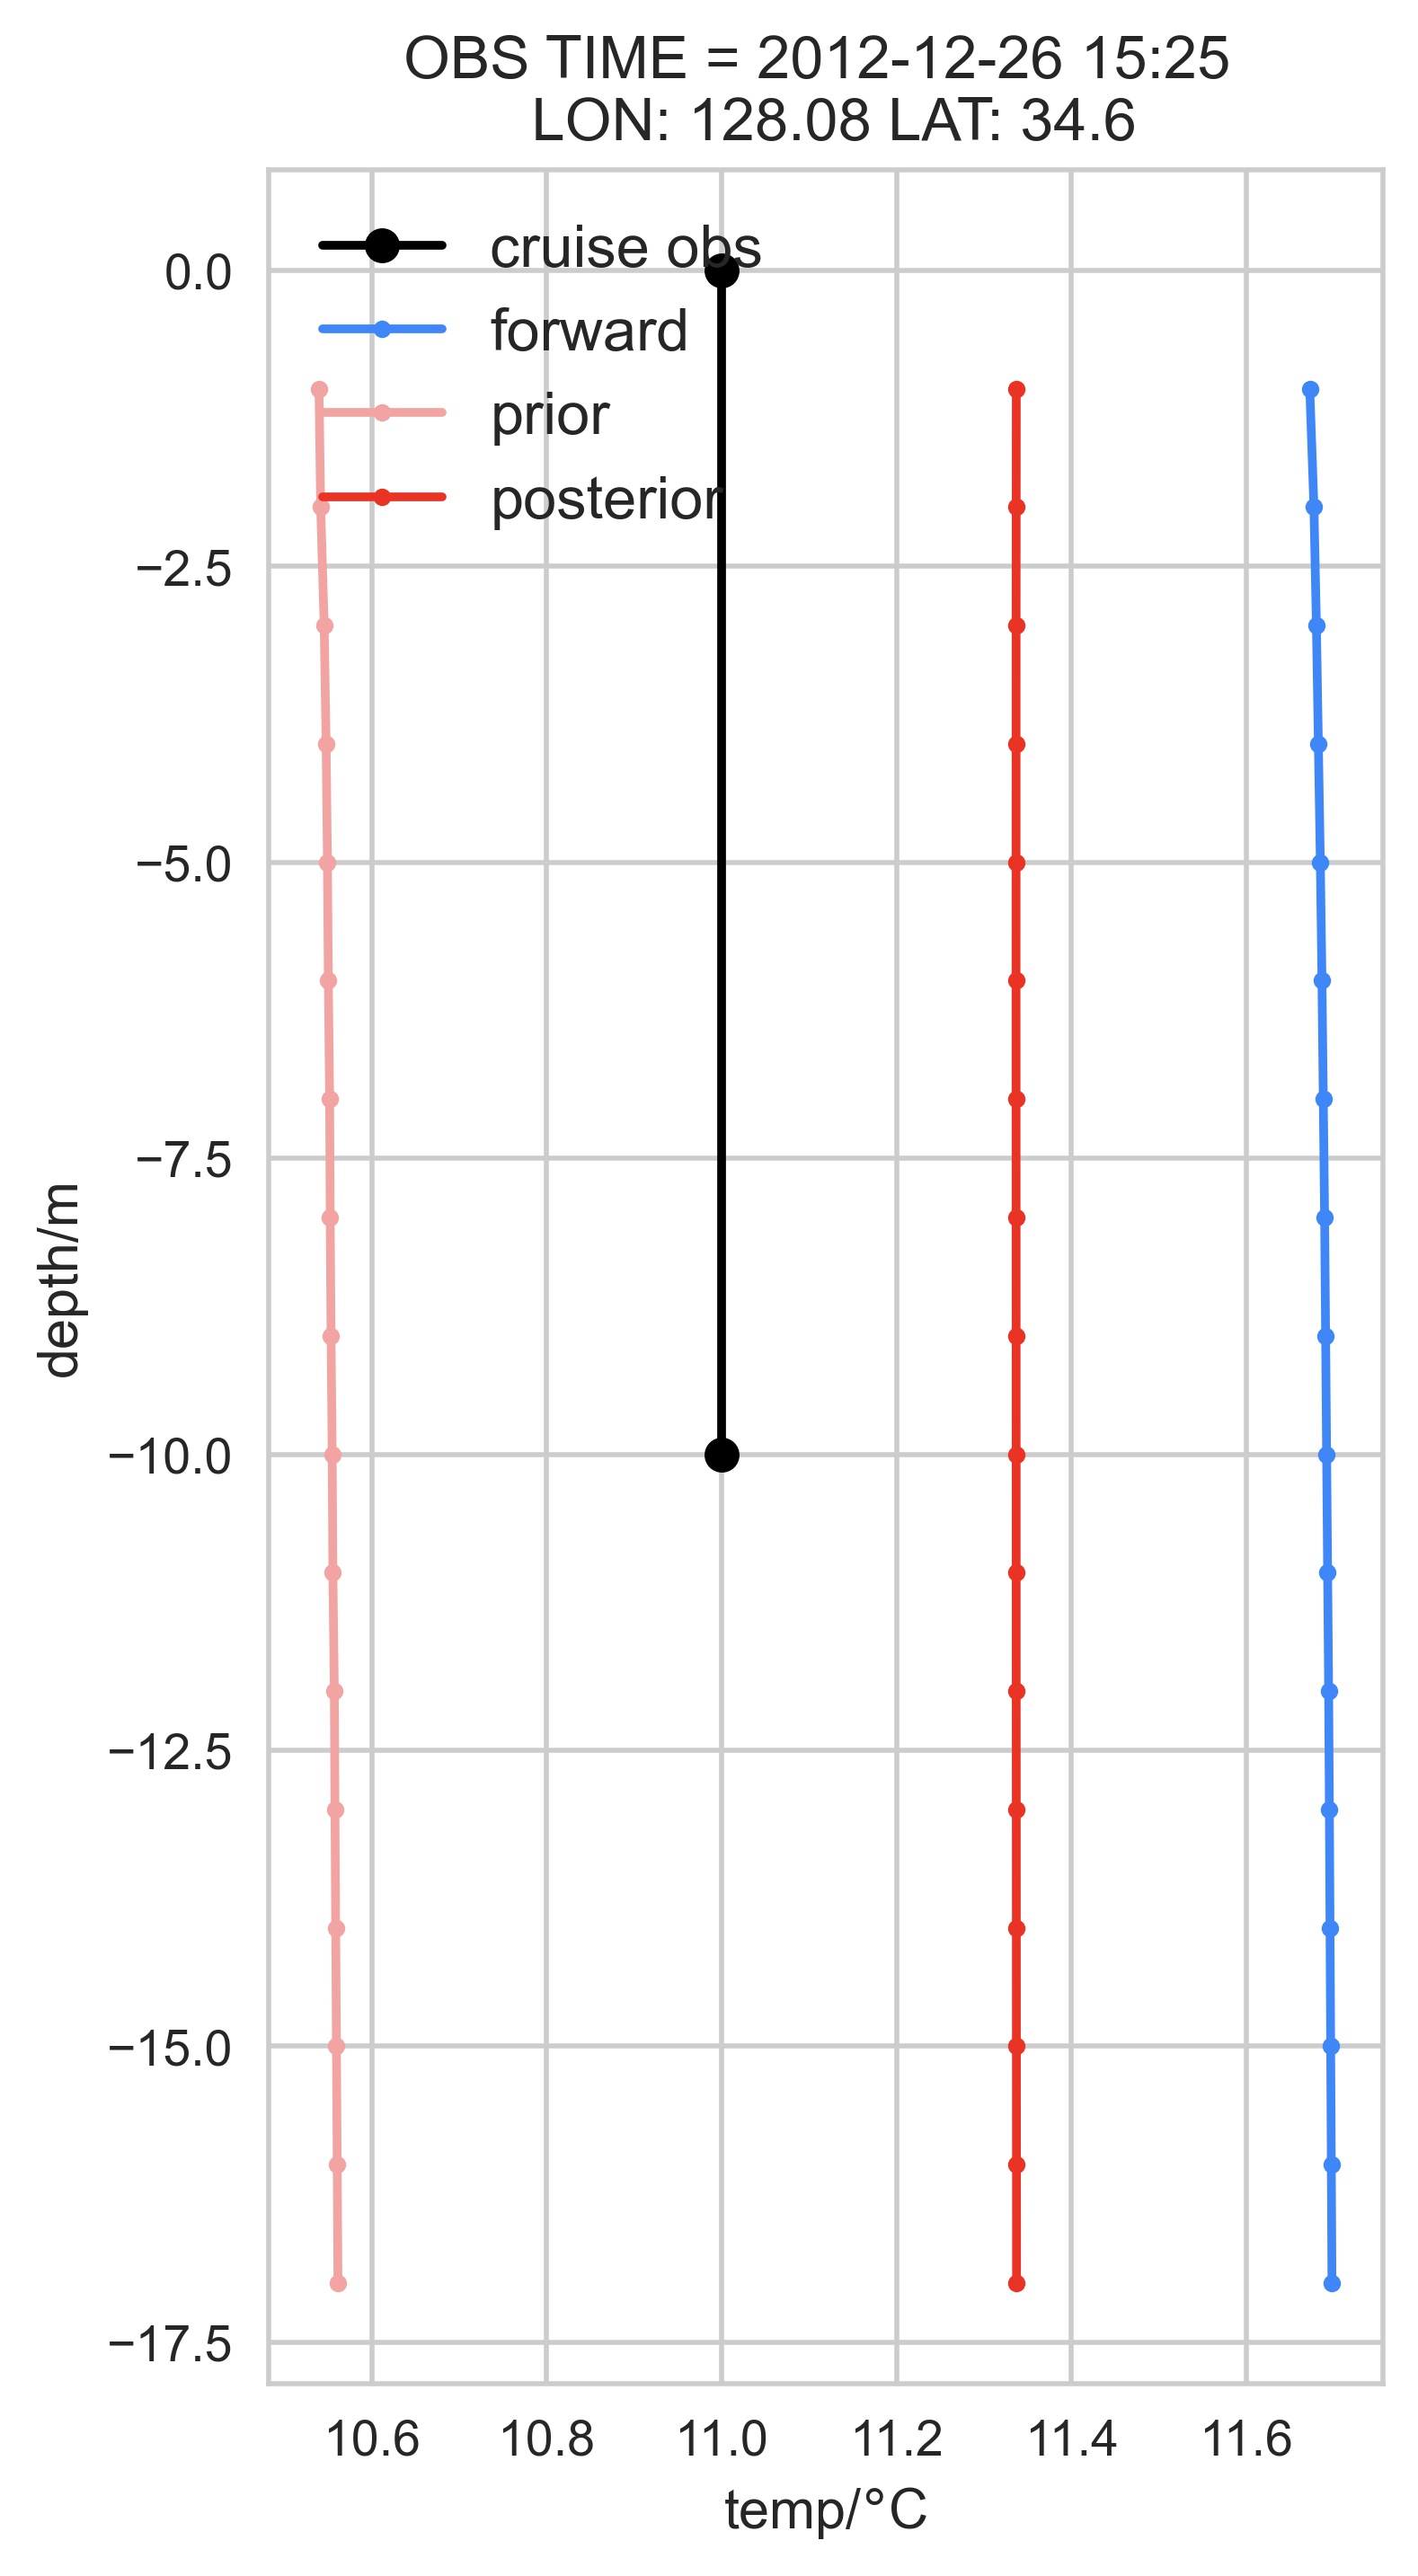 OBS TIME = 2012-12-26 15:25
LON: 128.08 LAT: 34.6
cruise obs
forward
prior
posterior
0.0
−2.5
−5.0
−7.5
−10.0
−12.5
−15.0
−17.5
depth/m
10.6 10.8 11.0 11.2 11.4 11.6
temp/°C